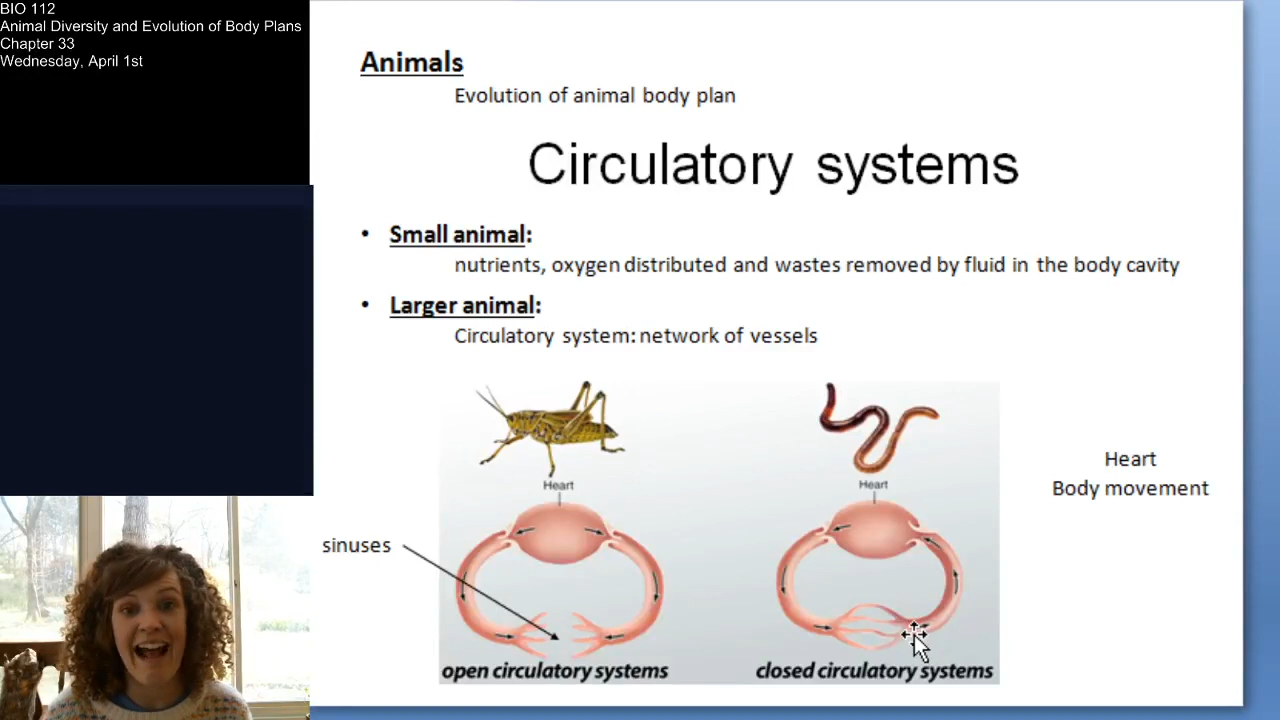 BIO 112
Animal Diversity and Evolution of Body Plans
Chapter 33
Wednesday, April 1st
Animals
Evolution of animal body plan
Circulatory systems
• Small animal:
nutrients, oxygen distributed and wastes removed by fluid in the body cavity
• Larger animal:
Circulatory system: network of vessels
Heart
Heart
Heart
Body movement
sinuses
open circulatory systems
closed circulatory systems